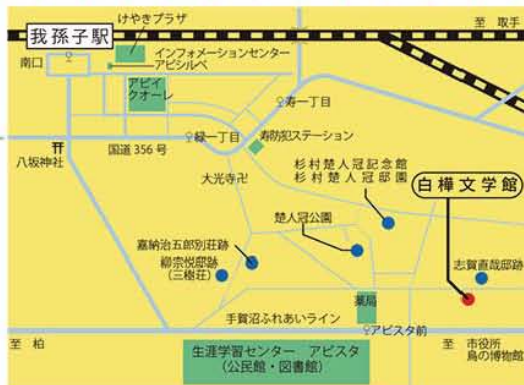 けやきプラザ
至 取手
我孫子駅
南口
インフォメーションセンター
アビシルベ
アビイ
クオーレ
寿一丁目
緑一丁目
寿防犯ステーション
八坂神社
国道356号
大光寺卍
杉村楚人冠記念館
杉村楚人冠邸園
白樺文学館
楚人冠公園
嘉納治五郎別荘跡
柳宗悦邸跡
(三樹荘)
志賀直哉邸跡
薬局
手賀沼ふれあいライン
アビスタ前
至 柏
生涯学習センター アビスタ
(公民館・図書館)
至 市役所
鳥の博物館